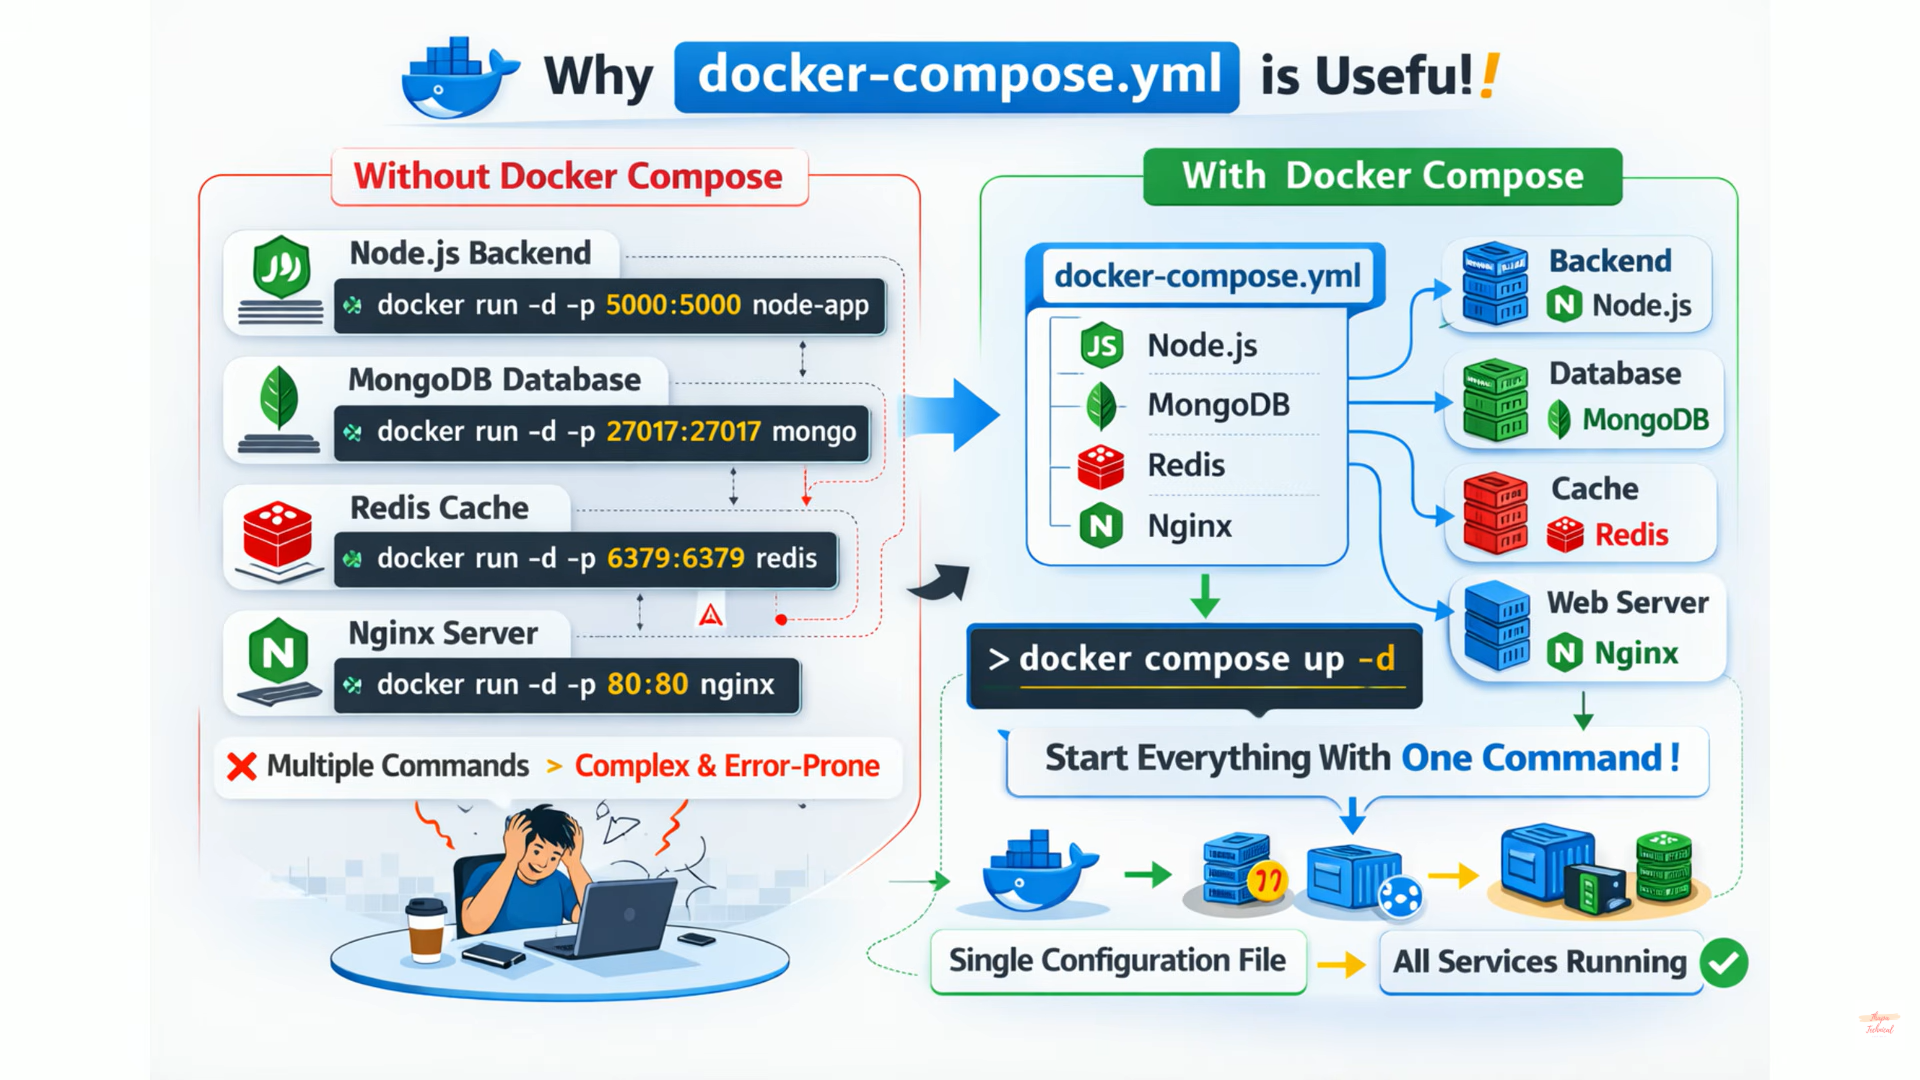 Why docker-compose.yml is Useful!
Without Docker Compose
Node.js Backend
docker run -d -p 5000:5000 node-app
MongoDB Database
docker run -d -p 27017:27017 mongo
Redis Cache
docker run -d -p 6379:6379 redis
N
Nginx Server
docker run -d -p 80:80 nginx
Multiple Commands > Complex & Error-Prone
With Docker Compose
docker-compose.yml
JS Node.js
MongoDB
Redis
N Nginx
Backend
N Node.js
Database
MongoDB
Cache
Redis
Web Server
N Nginx
> docker compose up -d
Start Everything With One Command !
Single Configuration File
All Services Running
Thapa
Technical